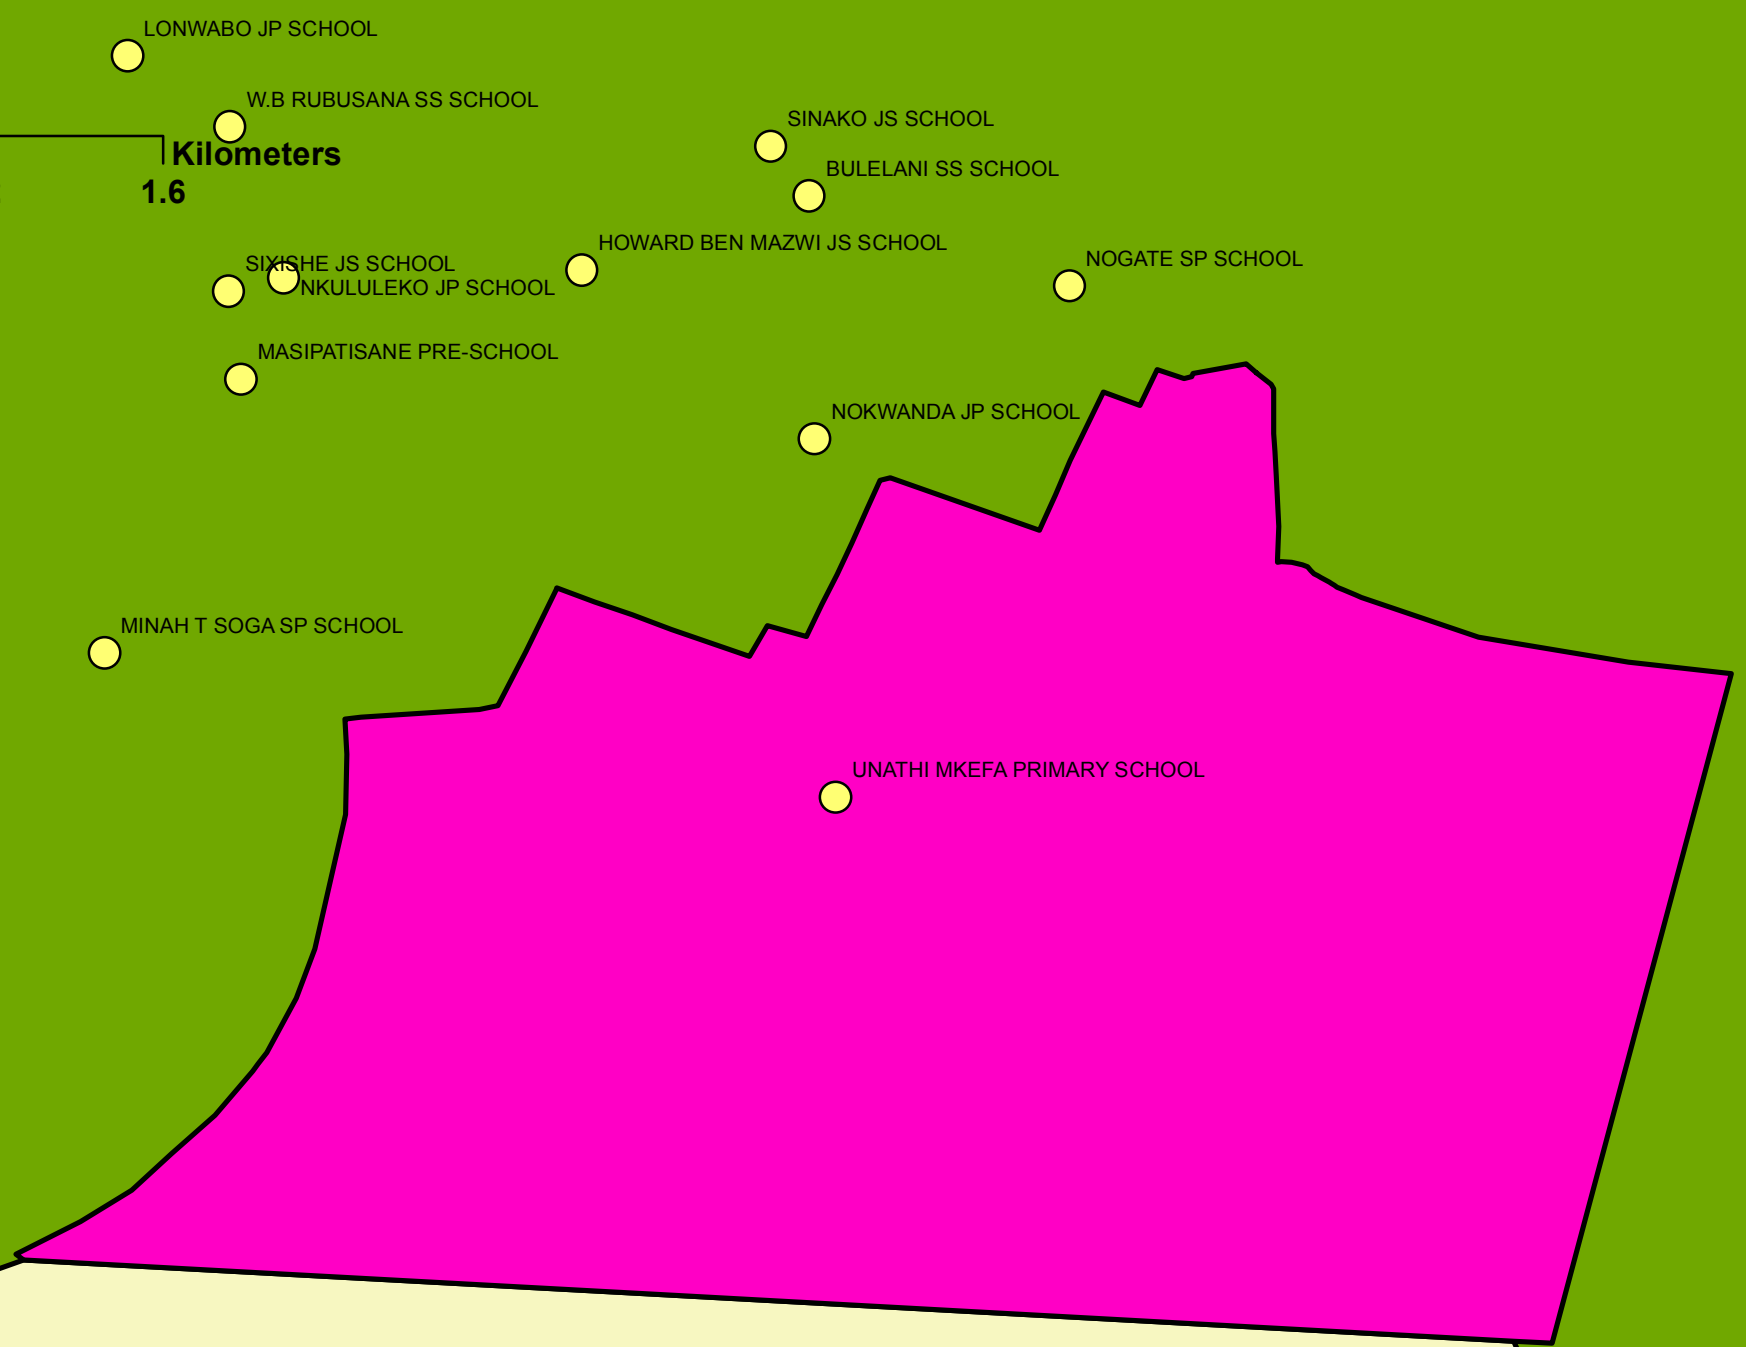 LONWABO JP SCHOOL
W.B RUBUSANA SS SCHOOL
SINAKO JS SCHOOL
Kilometers
BULELANI SS SCHOOL
1.6
HOWARD BEN MAZWI JS SCHOOL
NOGATE SP SCHOOL
SIXISHE JS SCHOOL
NKULULEKO JP SCHOOL
MASIPATISANE PRE-SCHOOL
NOKWANDA JP SCHOOL
MINAH T SOGA SP SCHOOL
UNATHI MKEFA PRIMARY SCHOOL